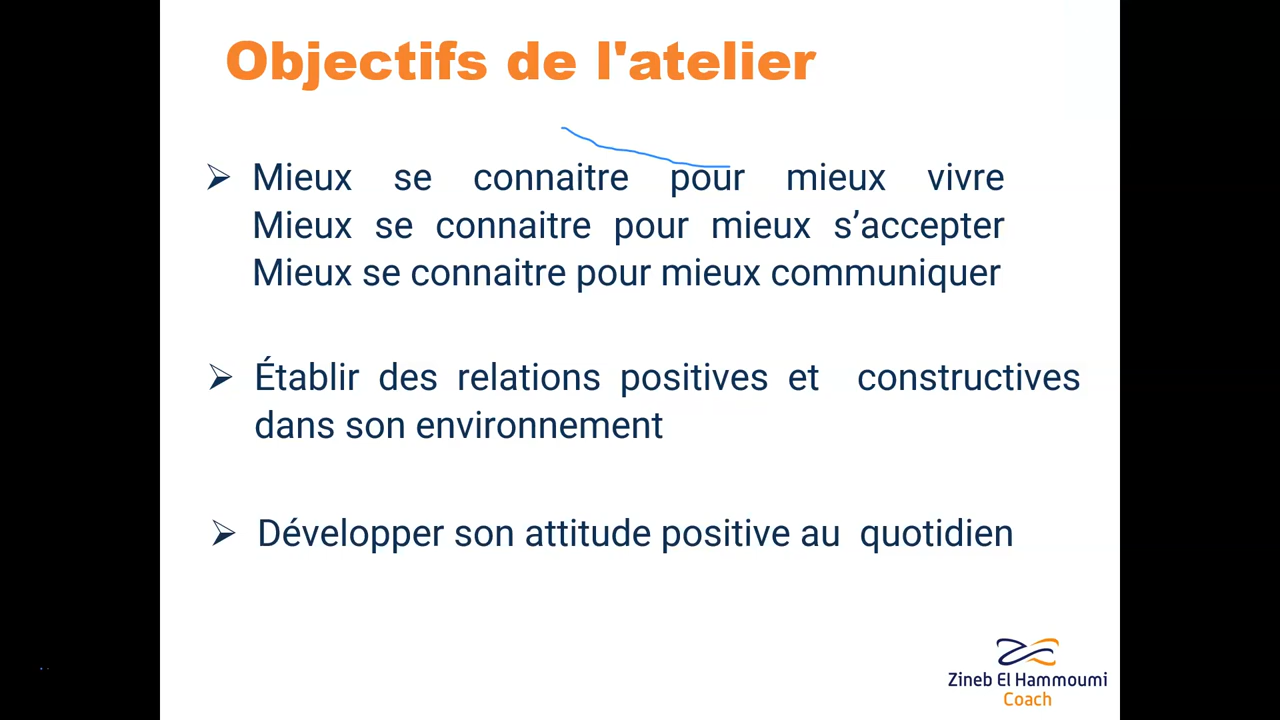 Objectifs de l'atelier
Mieux se connaitre pour mieux vivre
Mieux se connaitre pour mieux s’accepter
Mieux se connaitre pour mieux communiquer
Établir des relations positives et constructives
dans son environnement
Développer son attitude positive au quotidien
Zineb El Hammoumi
Coach